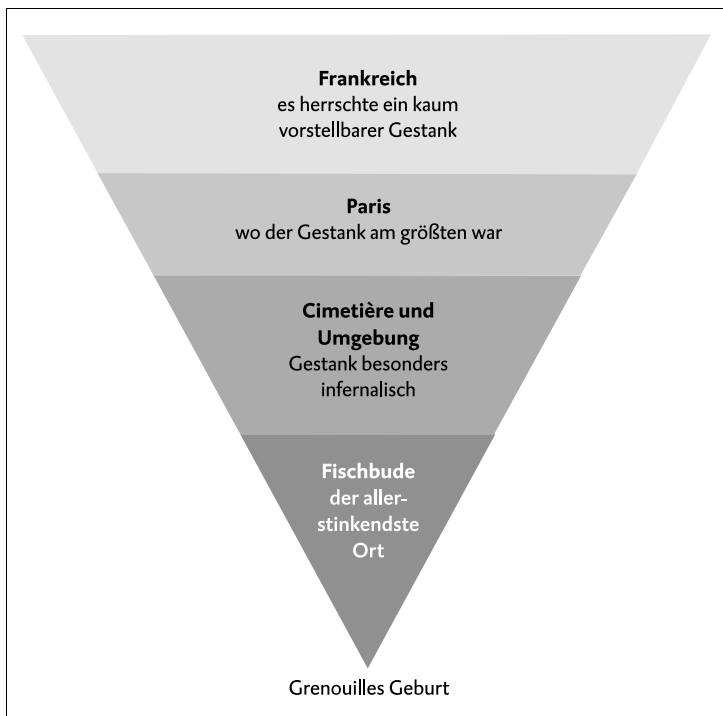 Frankreich
es herrschte ein kaum
vorstellbarer Gestank
Paris
wo der Gestank am größten war
Cimetière und
Umgebung
Gestank besonders
infernalisch
Fischbude
der aller-
stinkendste
Ort
Grenouilles Geburt